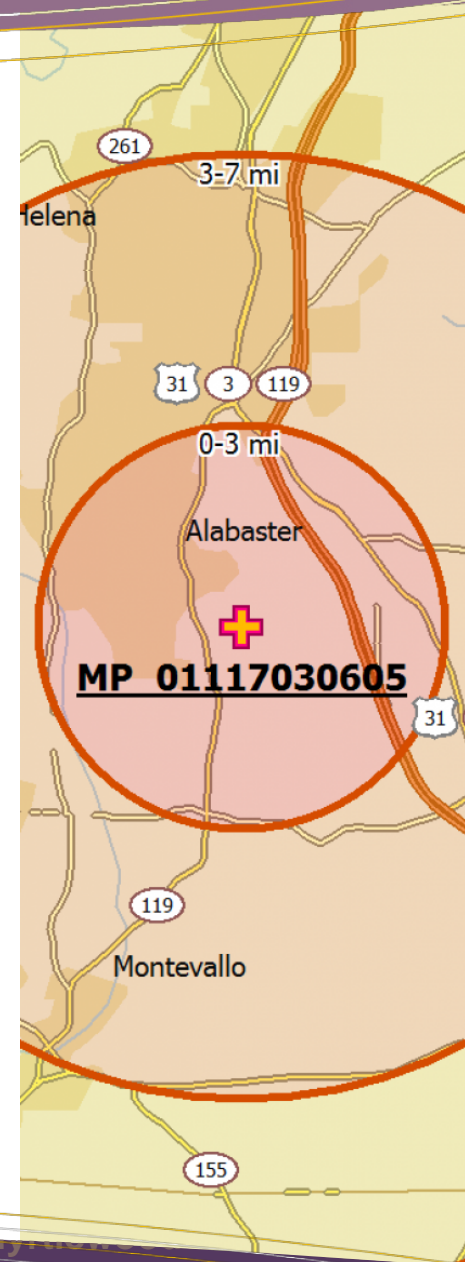 261
3-7 mi
Helena
31 3 119
0-3 mi
Alabaster
MP 01117030605
31
119
Montevallo
155